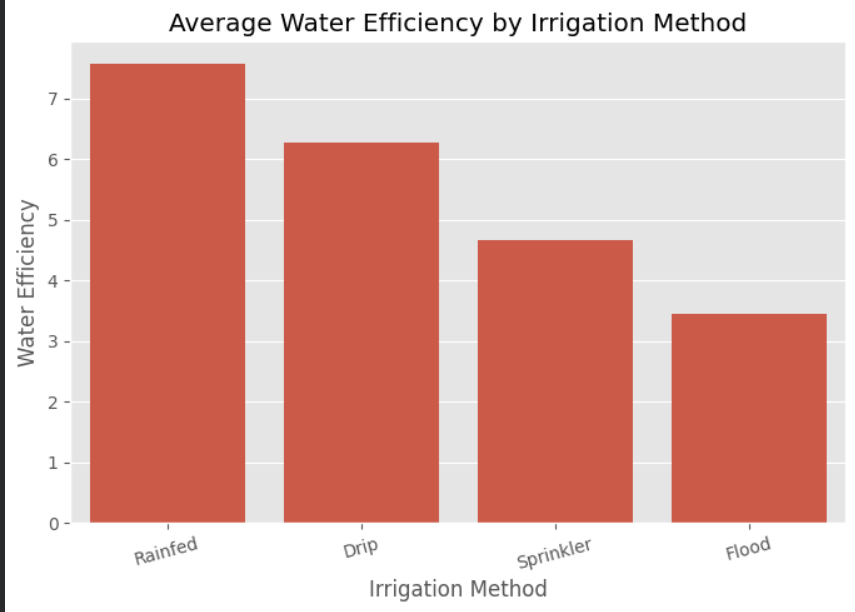 Average Water Efficiency by Irrigation Method
Water Efficiency
7
6
5
4
3
2
1
0
Rainfed
Drip
Sprinkler
Flood
Irrigation Method